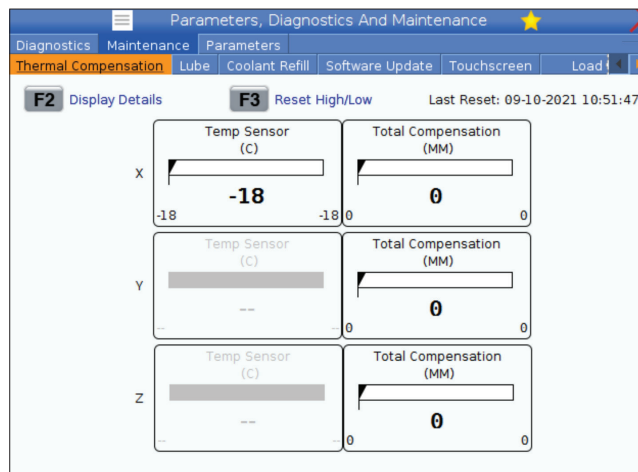 Parameters, Diagnostics And Maintenance
Diagnostics Maintenance Parameters
Thermal Compensation Lube Coolant Refill Software Update Touchscreen Load
F2 Display Details F3 Reset High/Low Last Reset: 09-10-2021 10:51:47
Temp Sensor Total Compensation
(C) (MM)
X
-18 0
-18 -18 0 0
Temp Sensor Total Compensation
(C) (MM)
Y
-- 0
-- -- 0 0
Temp Sensor Total Compensation
(C) (MM)
Z
-- 0
-- -- 0 0